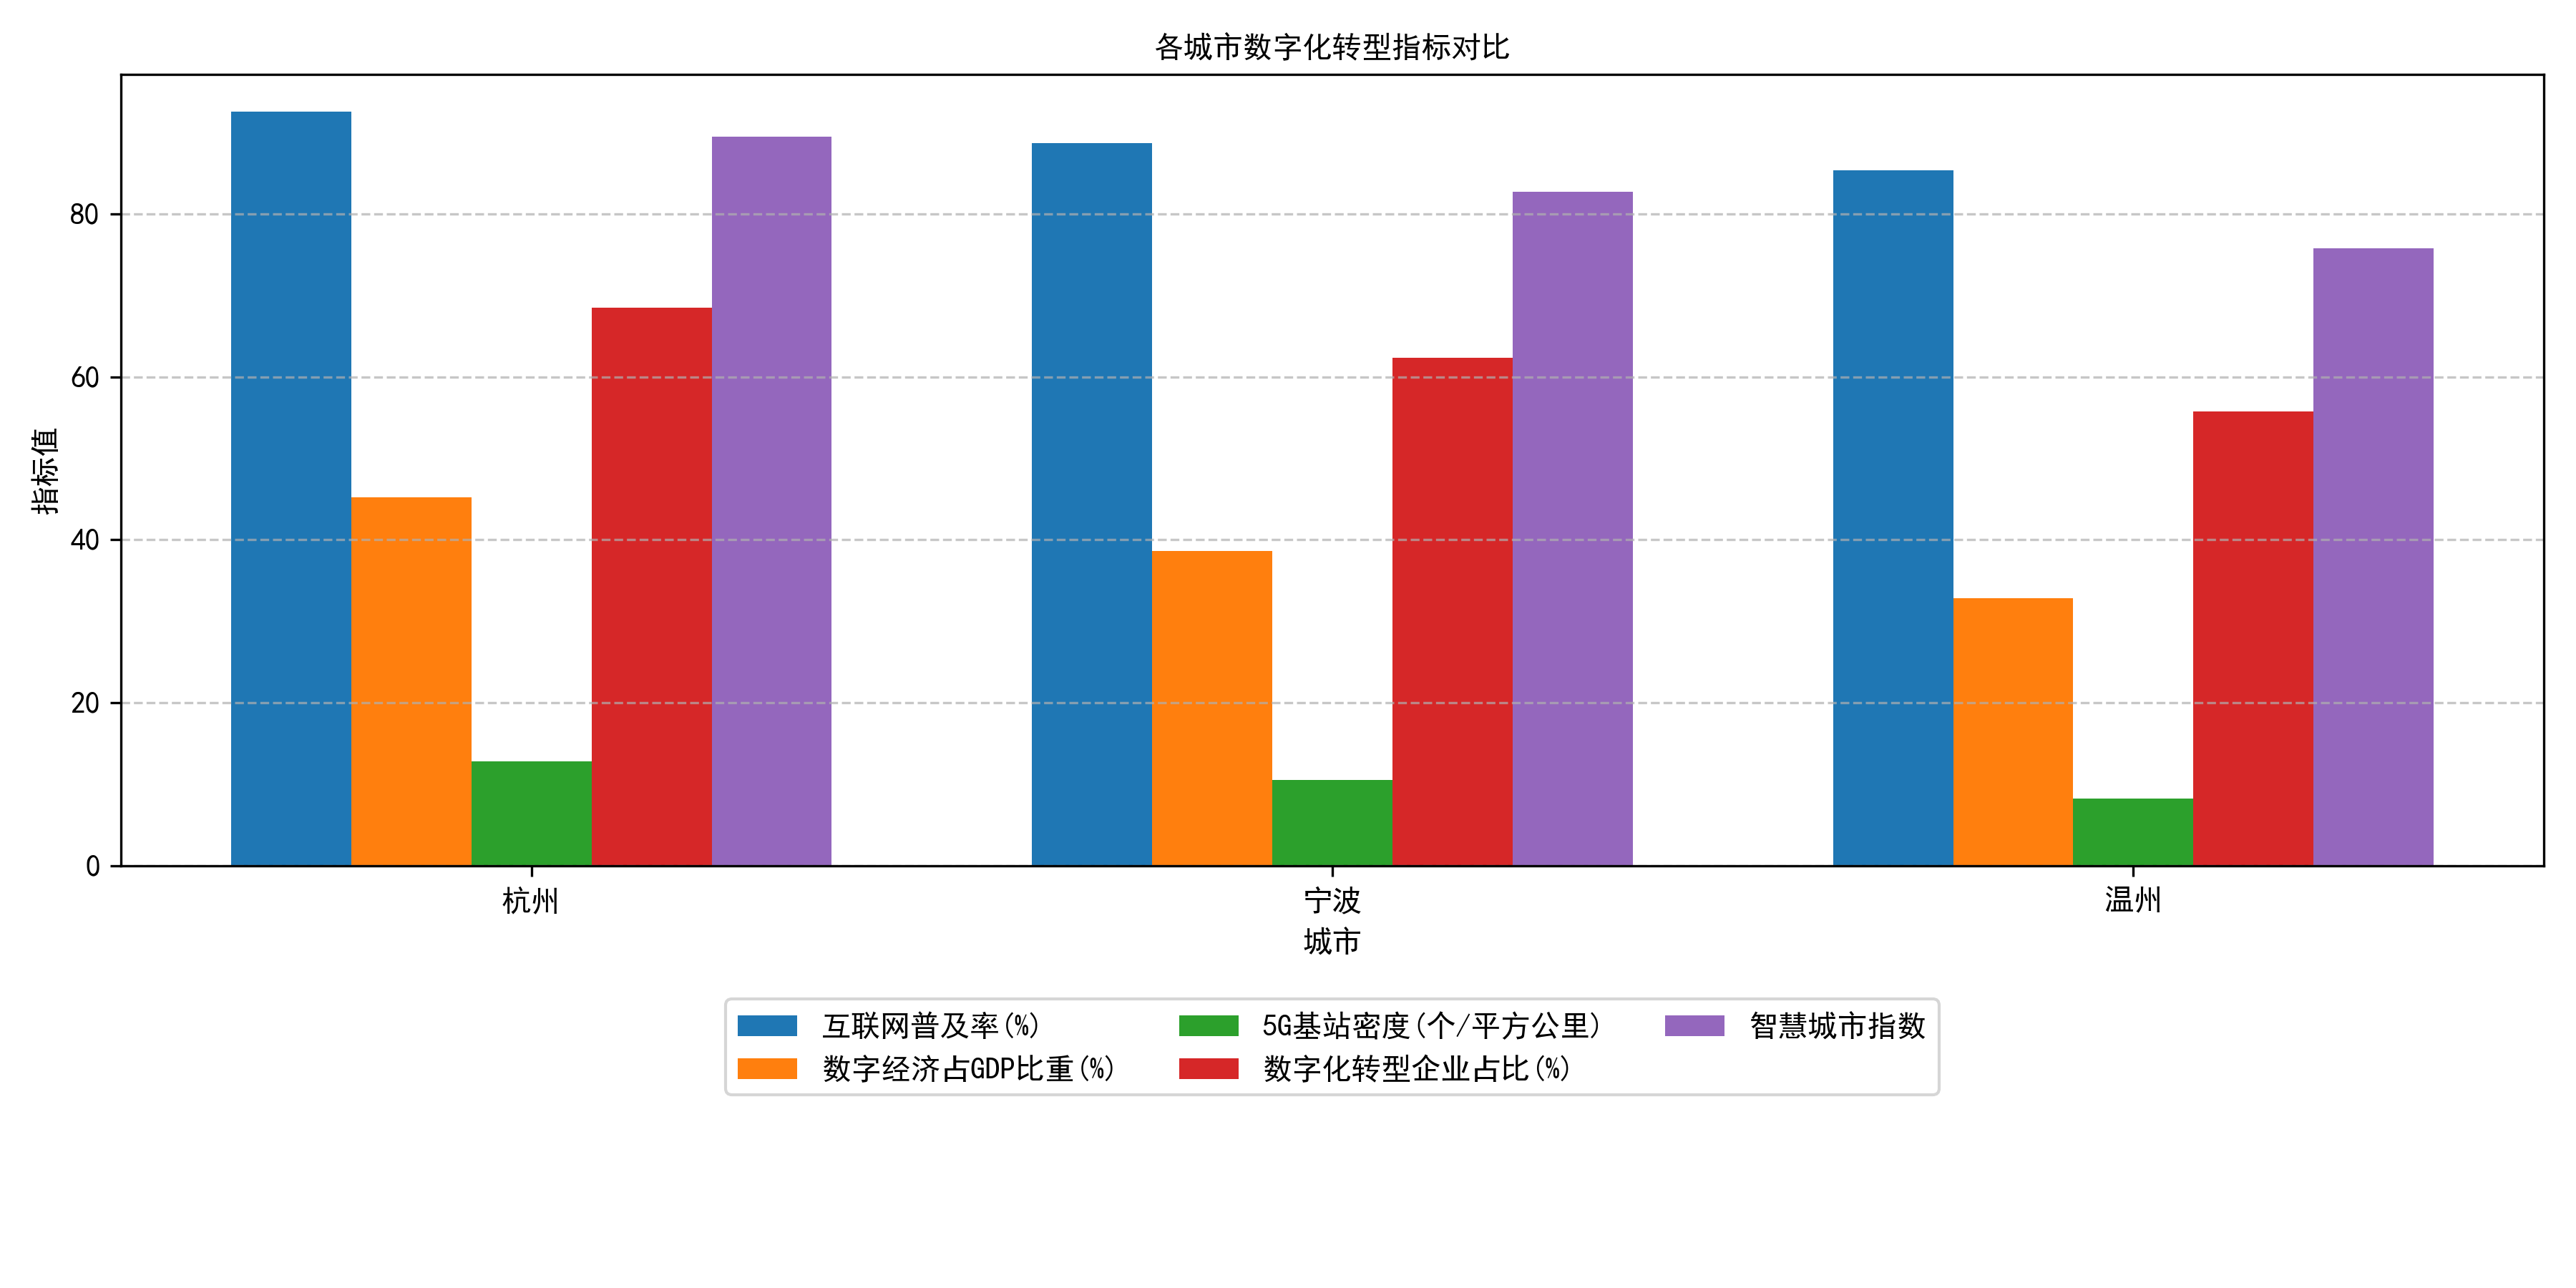 各城市数字化转型指标对比
指标值
80
60
40
20
0
杭州
宁波
温州
城市
互联网普及率(%)
数字经济占GDP比重(%)
5G基站密度(个/平方公里)
数字化转型企业占比(%)
智慧城市指数